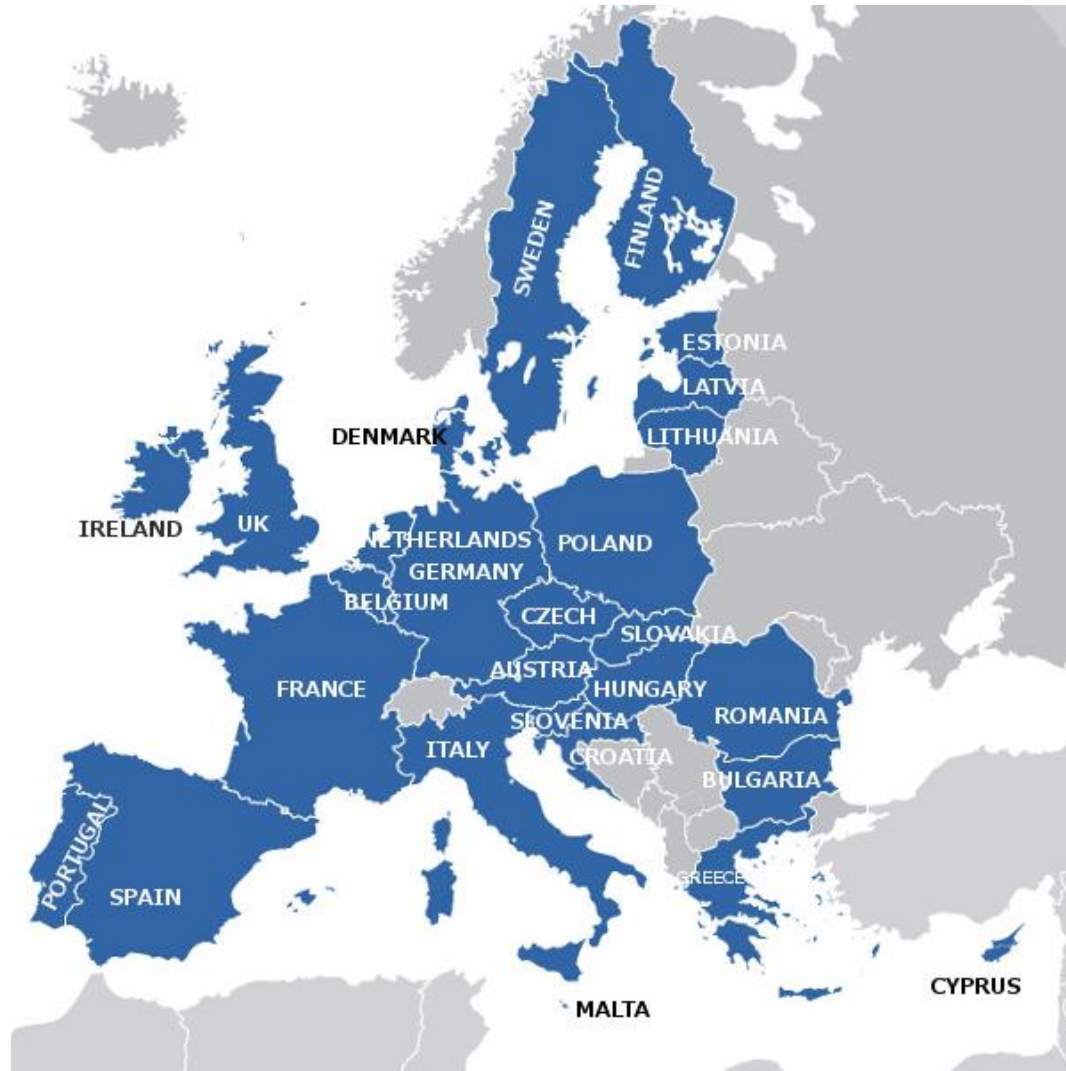 SWEDEN
FINLAND
ESTONIA
LATVIA
LITHUANIA
DENMARK
IRELAND
UK
NETHERLANDS
POLAND
GERMANY
BELGIUM
CZECH
SLOVAKIA
AUSTRIA
FRANCE
HUNGARY
SLOVENIA
ROMANIA
ITALY
CROATIA
BULGARIA
PORTUGAL
GREECE
SPAIN
CYPRUS
MALTA